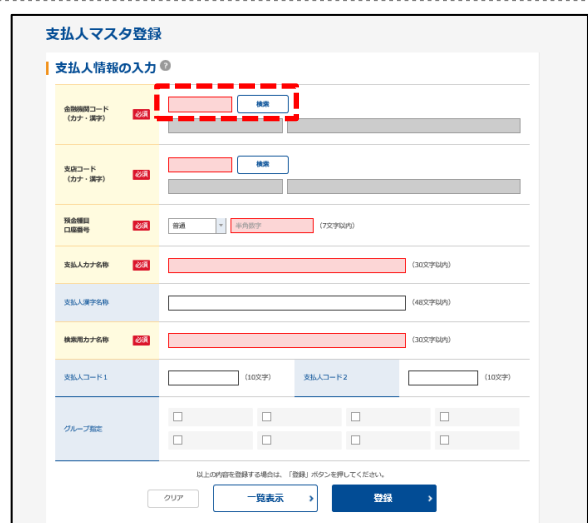 支払人マスタ登録
支払人情報の入力 ?
金融機関コード
(カナ・漢字) 必須 検索
支店コード
(カナ・漢字) 必須 検索
預金種目
口座番号 必須 普通 半角数字 (7文字以内)
支払人カナ名称 必須 (30文字以内)
支払人漢字名称 (48文字以内)
検索用カナ名称 必須 (30文字以内)
支払人コード1 (10文字) 支払人コード2 (10文字)
グループ指定
以上の内容を登録する場合は、「登録」ボタンを押してください。
クリア 一覧表示 登録